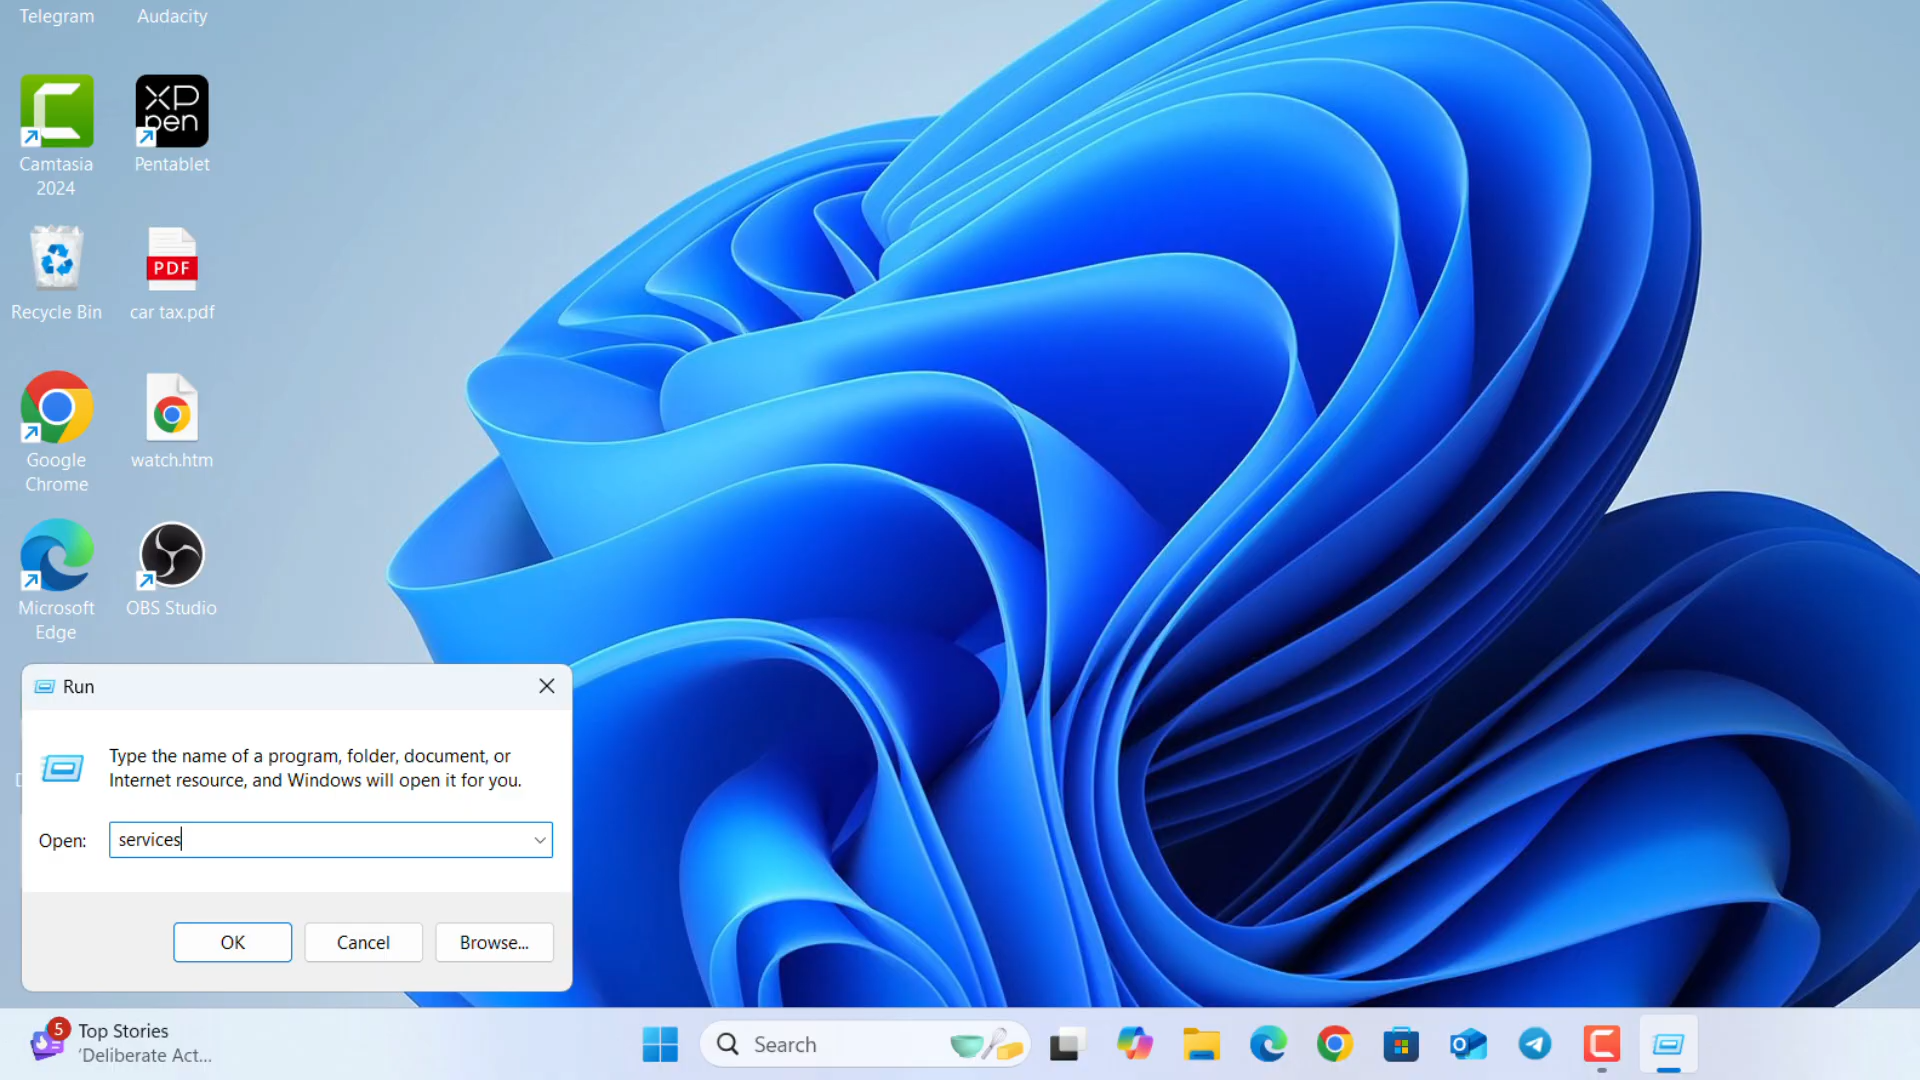 Telegram
Audacity
XP
pen
Camtasia
2024
Pentablet
Recycle Bin
PDF
car tax.pdf
Google
Chrome
watch.htm
Microsoft
Edge
OBS Studio
Run
Type the name of a program, folder, document, or
Internet resource, and Windows will open it for you.
Open:
services
OK
Cancel
Browse...
5
Top Stories
'Deliberate Act...
Search